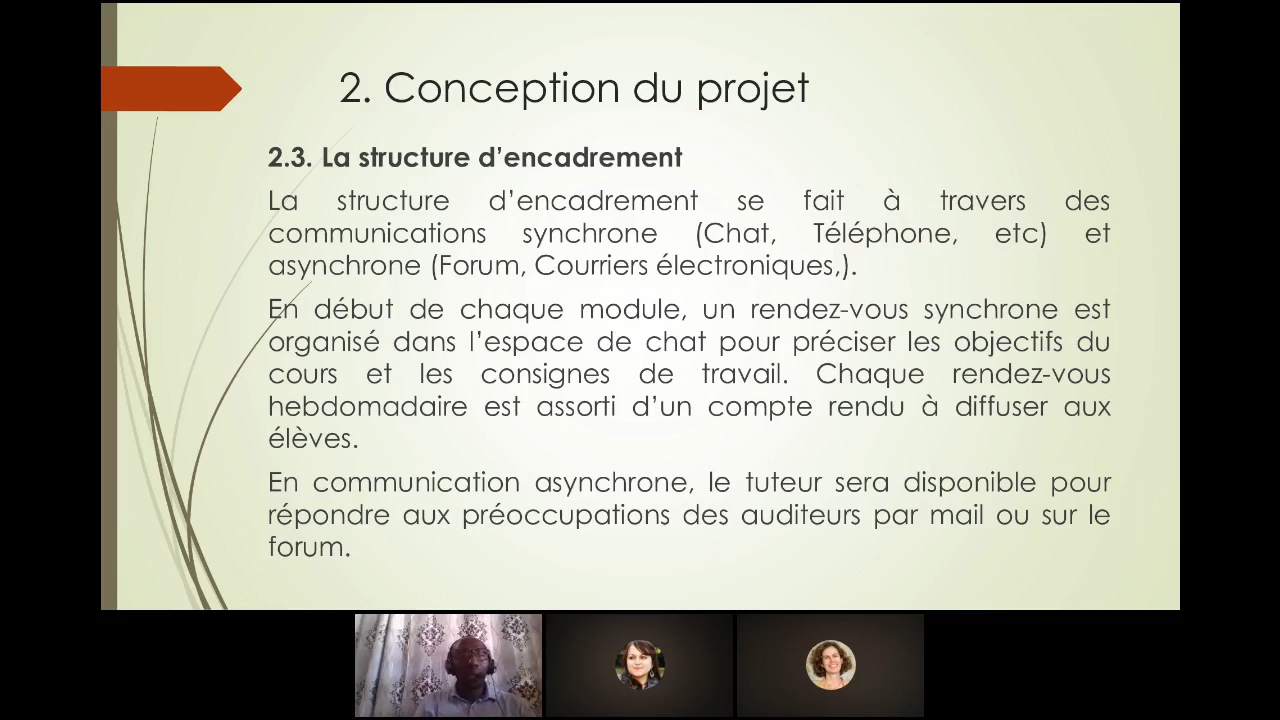 2. Conception du projet
2.3. La structure d’encadrement
La structure d’encadrement se fait à travers des
communications synchrone (Chat, Téléphone, etc) et
asynchrone (Forum, Courriers électroniques,).
En début de chaque module, un rendez-vous synchrone est
organisé dans l’espace de chat pour préciser les objectifs du
cours et les consignes de travail. Chaque rendez-vous
hebdomadaire est assorti d’un compte rendu à diffuser aux
élèves.
En communication asynchrone, le tuteur sera disponible pour
répondre aux préoccupations des auditeurs par mail ou sur le
forum.